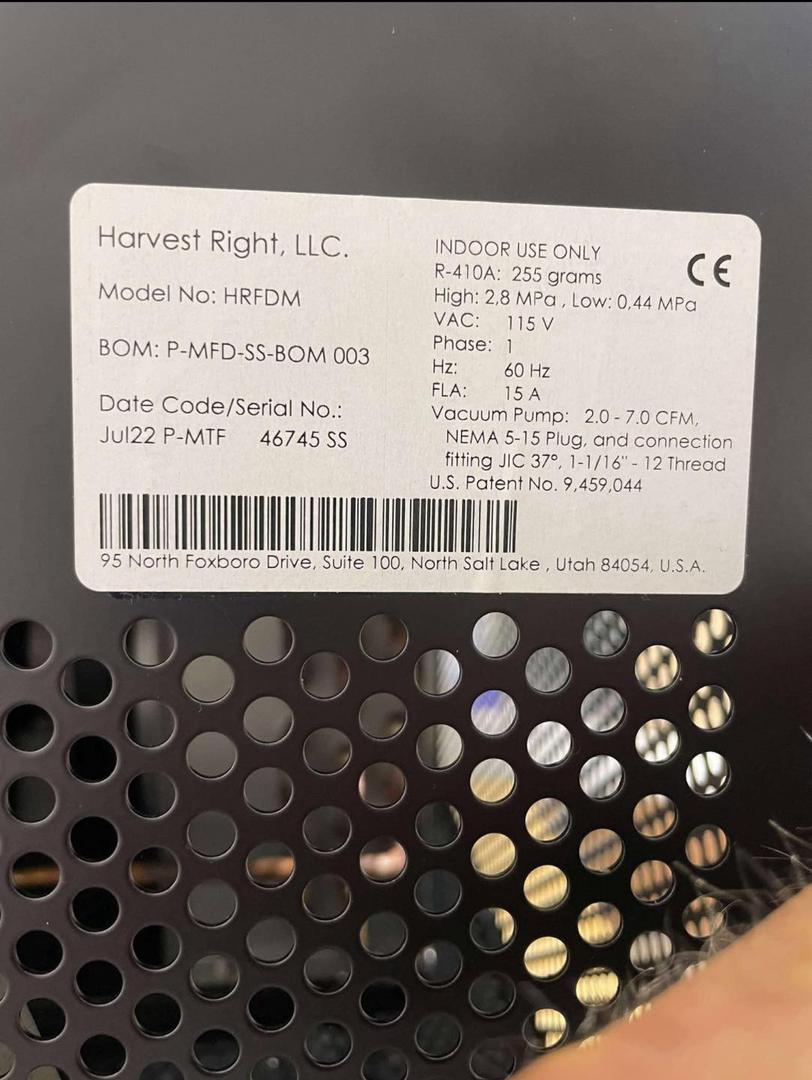 Harvest Right, LLC.
Model No: HRFDM
BOM: P-MFD-SS-BOM 003
Date Code/Serial No.:
Jul22 P-MTF 46745 SS
INDOOR USE ONLY
R-410A: 255 grams
High: 2,8 MPa , Low: 0,44 MPa
VAC: 115 V
Phase: 1
Hz: 60 Hz
FLA: 15 A
Vacuum Pump: 2.0 - 7.0 CFM,
NEMA 5-15 Plug, and connection
fitting JIC 37°, 1-1/16" - 12 Thread
U.S. Patent No. 9,459,044
CE
95 North Foxboro Drive, Suite 100, North Salt Lake , Utah 84054, U.S.A.